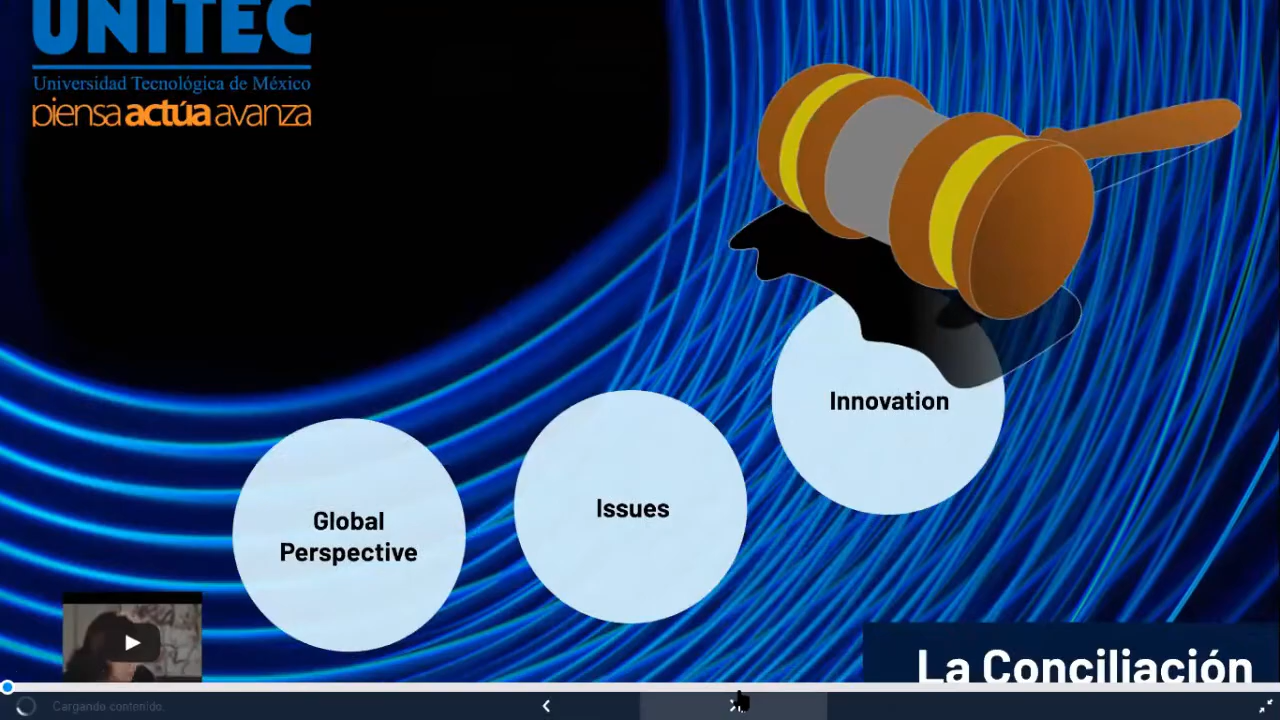 UNITEC
Universidad Tecnológica de México
piensa actúa avanza
Innovation
Issues
Global
Perspective
La Conciliación
Cargando contenido.